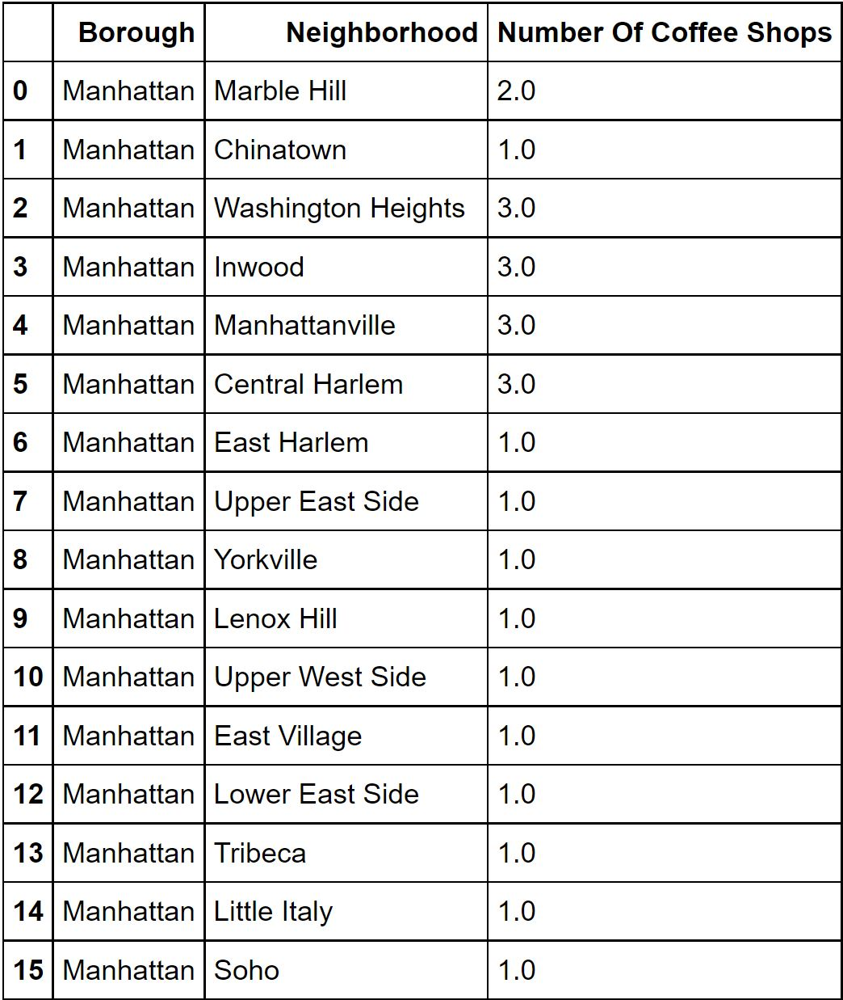 Borough Neighborhood Number Of Coffee Shops
0 Manhattan Marble Hill 2.0
1 Manhattan Chinatown 1.0
2 Manhattan Washington Heights 3.0
3 Manhattan Inwood 3.0
4 Manhattan Manhattanville 3.0
5 Manhattan Central Harlem 3.0
6 Manhattan East Harlem 1.0
7 Manhattan Upper East Side 1.0
8 Manhattan Yorkville 1.0
9 Manhattan Lenox Hill 1.0
10 Manhattan Upper West Side 1.0
11 Manhattan East Village 1.0
12 Manhattan Lower East Side 1.0
13 Manhattan Tribeca 1.0
14 Manhattan Little Italy 1.0
15 Manhattan Soho 1.0